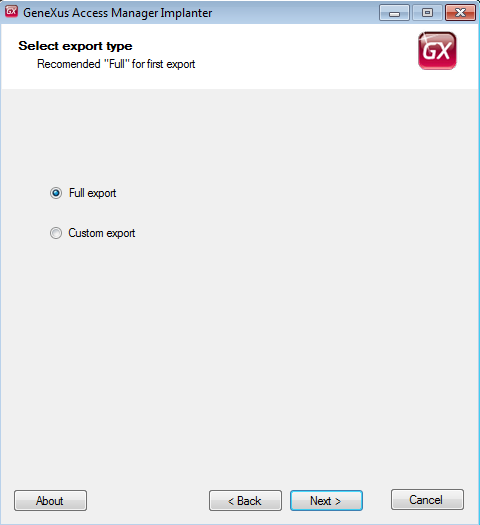 GX GeneXus Access Manager Implanter
Select export type
Recomended "Full" for first export
GX
Full export
Custom export
About
< Back
Next >
Cancel